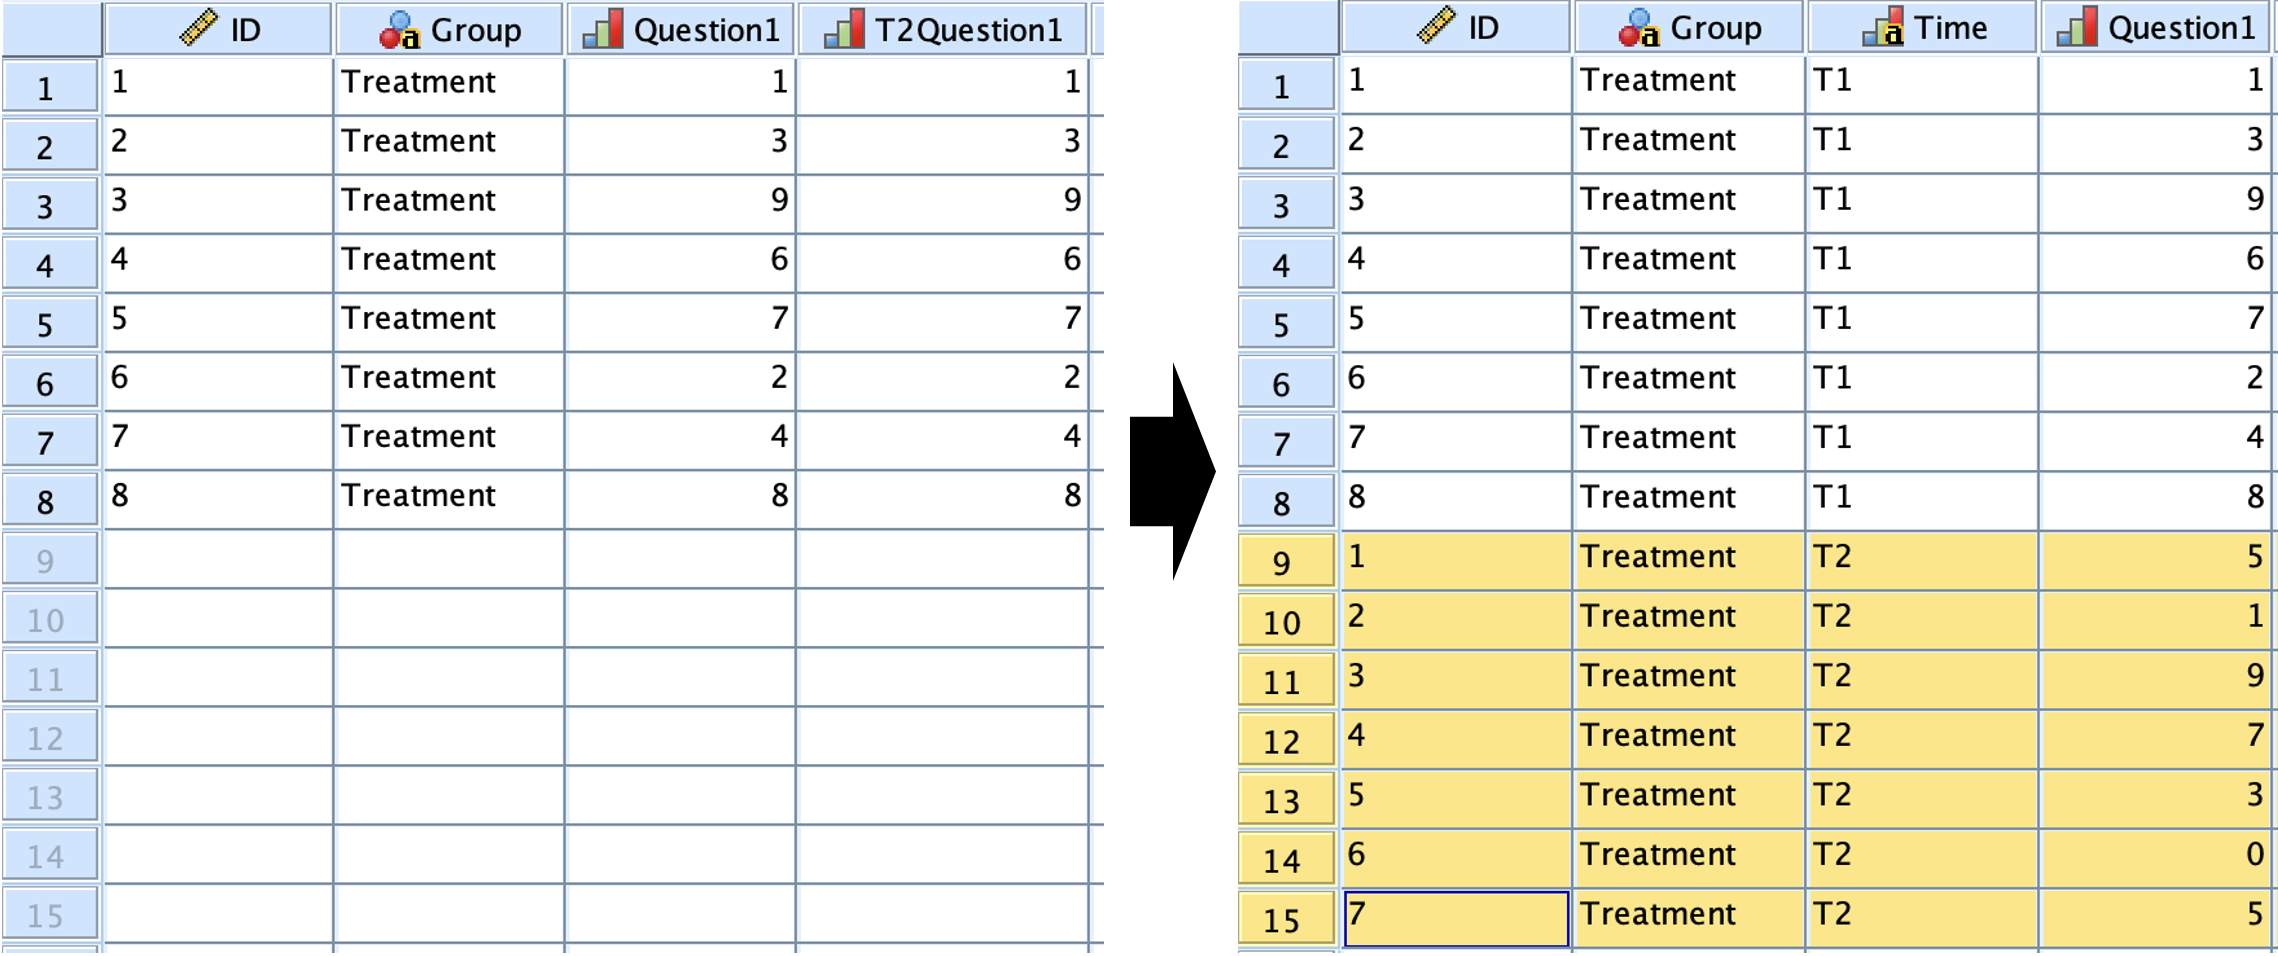 ID Group Question1 T2Question1
1 1 Treatment 1 1
2 2 Treatment 3 3
3 3 Treatment 9 9
4 4 Treatment 6 6
5 5 Treatment 7 7
6 6 Treatment 2 2
7 7 Treatment 4 4
8 8 Treatment 8 8
9
10
11
12
13
14
15
ID Group Time Question1
1 1 Treatment T1 1
2 2 Treatment T1 3
3 3 Treatment T1 9
4 4 Treatment T1 6
5 5 Treatment T1 7
6 6 Treatment T1 2
7 7 Treatment T1 4
8 8 Treatment T1 8
9 1 Treatment T2 5
10 2 Treatment T2 1
11 3 Treatment T2 9
12 4 Treatment T2 7
13 5 Treatment T2 3
14 6 Treatment T2 0
15 7 Treatment T2 5